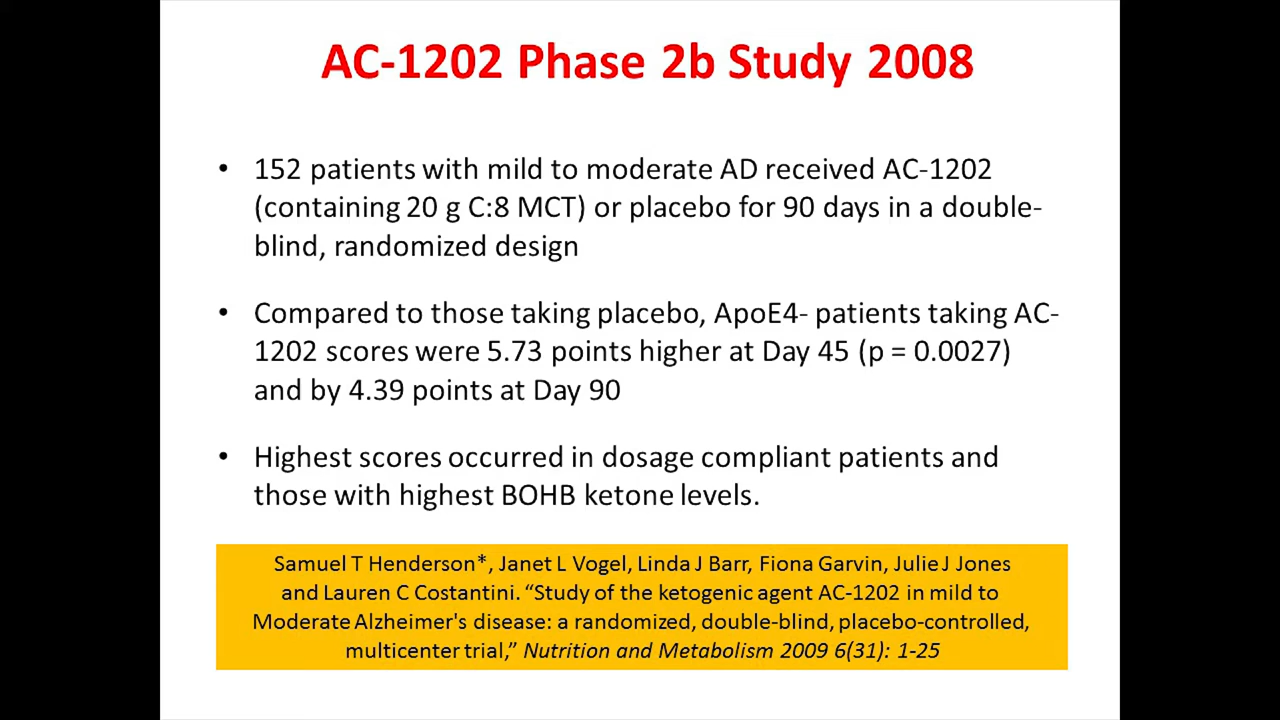 AC-1202 Phase 2b Study 2008
• 152 patients with mild to moderate AD received AC-1202
(containing 20 g C:8 MCT) or placebo for 90 days in a double-
blind, randomized design
• Compared to those taking placebo, ApoE4- patients taking AC-
1202 scores were 5.73 points higher at Day 45 (p = 0.0027)
and by 4.39 points at Day 90
• Highest scores occurred in dosage compliant patients and
those with highest BOHB ketone levels.
Samuel T Henderson*, Janet L Vogel, Linda J Barr, Fiona Garvin, Julie J Jones
and Lauren C Costantini. “Study of the ketogenic agent AC-1202 in mild to
Moderate Alzheimer's disease: a randomized, double-blind, placebo-controlled,
multicenter trial,” Nutrition and Metabolism 2009 6(31): 1-25